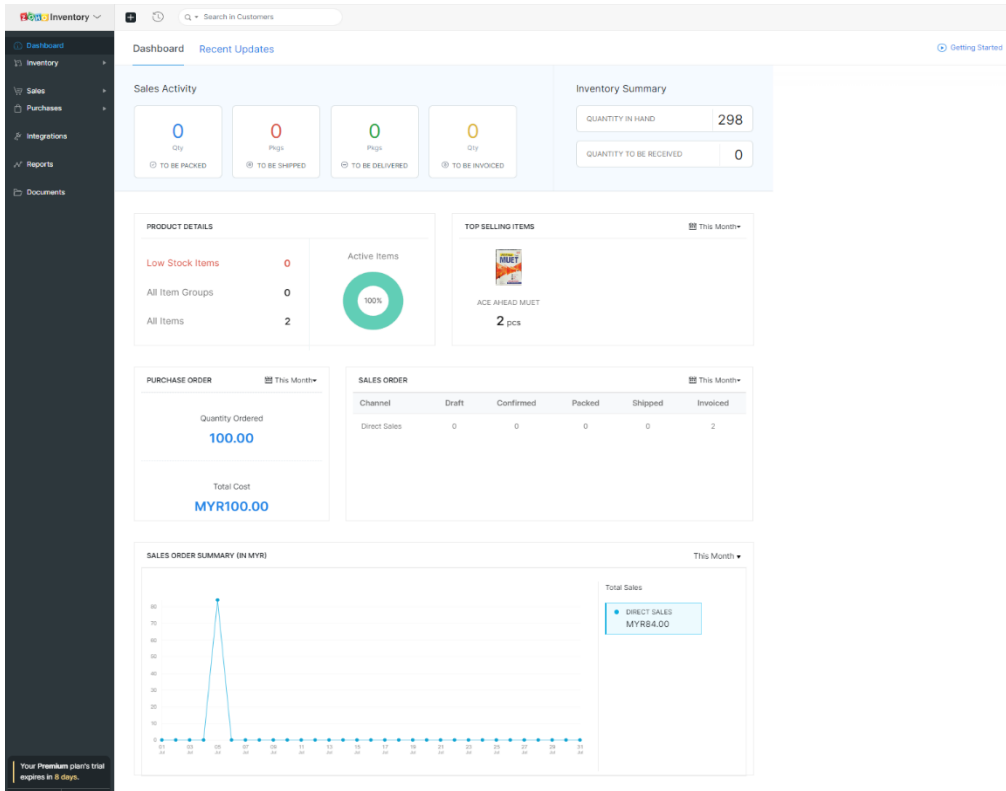 ZOHO Inventory
Search in Customers
Dashboard
Inventory
Sales
Purchases
Integrations
Reports
Documents
Your Premium plan's trial
expires in 8 days.
Dashboard Recent Updates
Getting Started
Sales Activity
0
Qty
TO BE PACKED
0
Pkgs
TO BE SHIPPED
0
Pkgs
TO BE DELIVERED
0
Qty
TO BE INVOICED
Inventory Summary
QUANTITY IN HAND 298
QUANTITY TO BE RECEIVED 0
PRODUCT DETAILS
Low Stock Items 0
All Item Groups 0
All Items 2
Active Items
100%
TOP SELLING ITEMS This Month
MUET
ACE AHEAD MUET
2 pcs
PURCHASE ORDER This Month
Quantity Ordered
100.00
Total Cost
MYR100.00
SALES ORDER This Month
Channel Draft Confirmed Packed Shipped Invoiced
Direct Sales 0 0 0 0 2
SALES ORDER SUMMARY (IN MYR) This Month
80
70
60
50
40
30
20
10
0
01 03 05 07 09 11 13 15 17 19 21 23 25 27 29 31
Total Sales
DIRECT SALES
MYR84.00